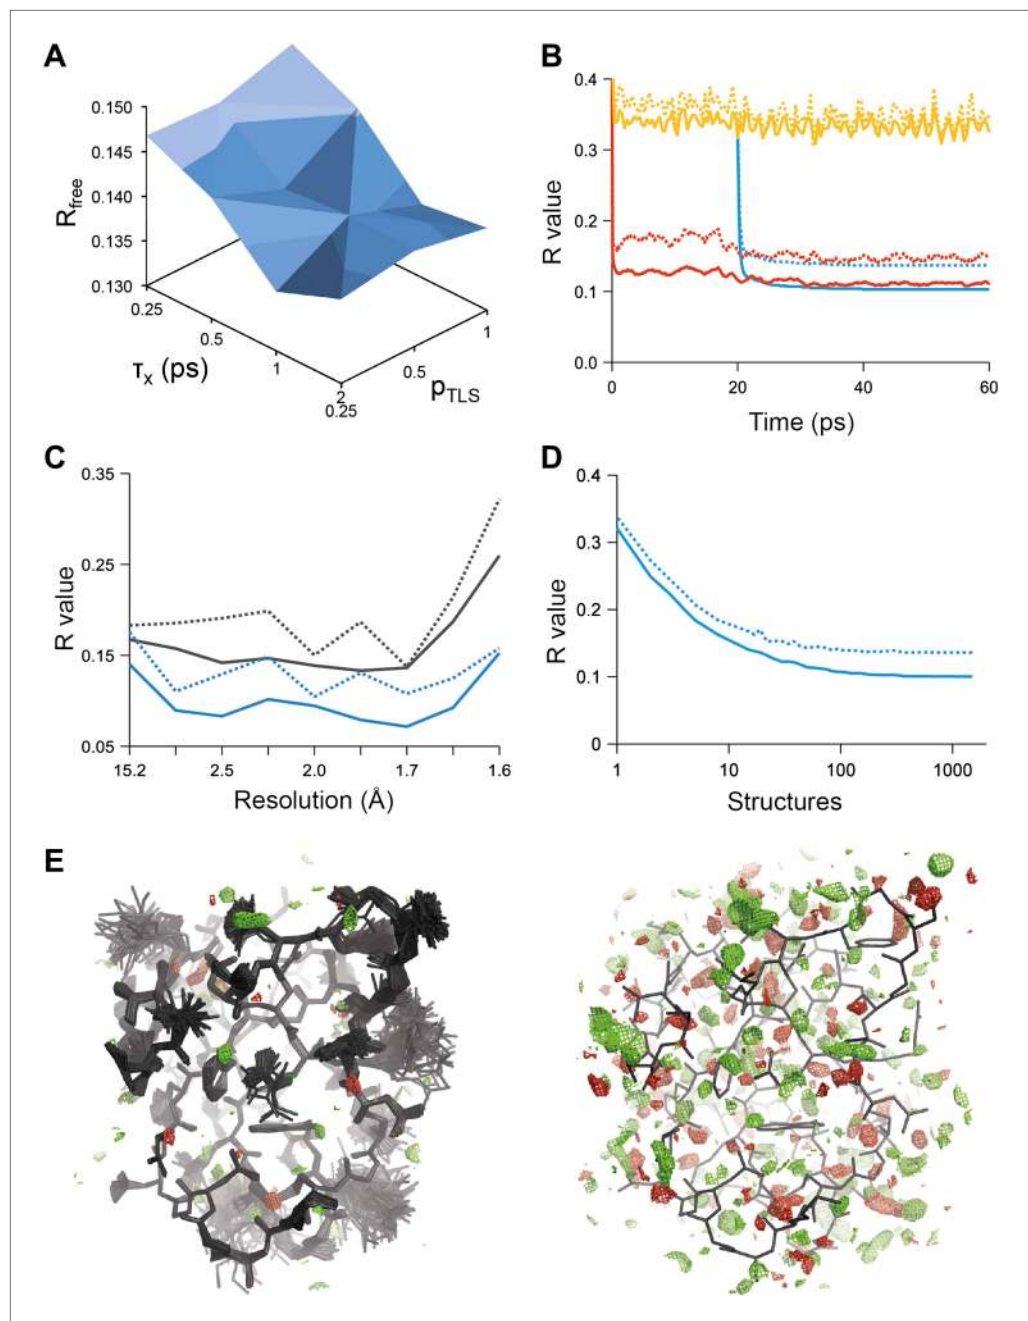 A
R_free
0.150
0.145
0.140
0.135
0.130
0.25
0.5
1
2
τ_x (ps)
0.25
0.5
1
p_TLS
B
R value
0.4
0.3
0.2
0.1
0.0
0 20 40 60
Time (ps)
C
R value
0.35
0.25
0.15
0.05
15.2 2.5 2.0 1.7 1.6
Resolution (Å)
D
R value
0.4
0.3
0.2
0.1
0
1 10 100 1000
Structures
E